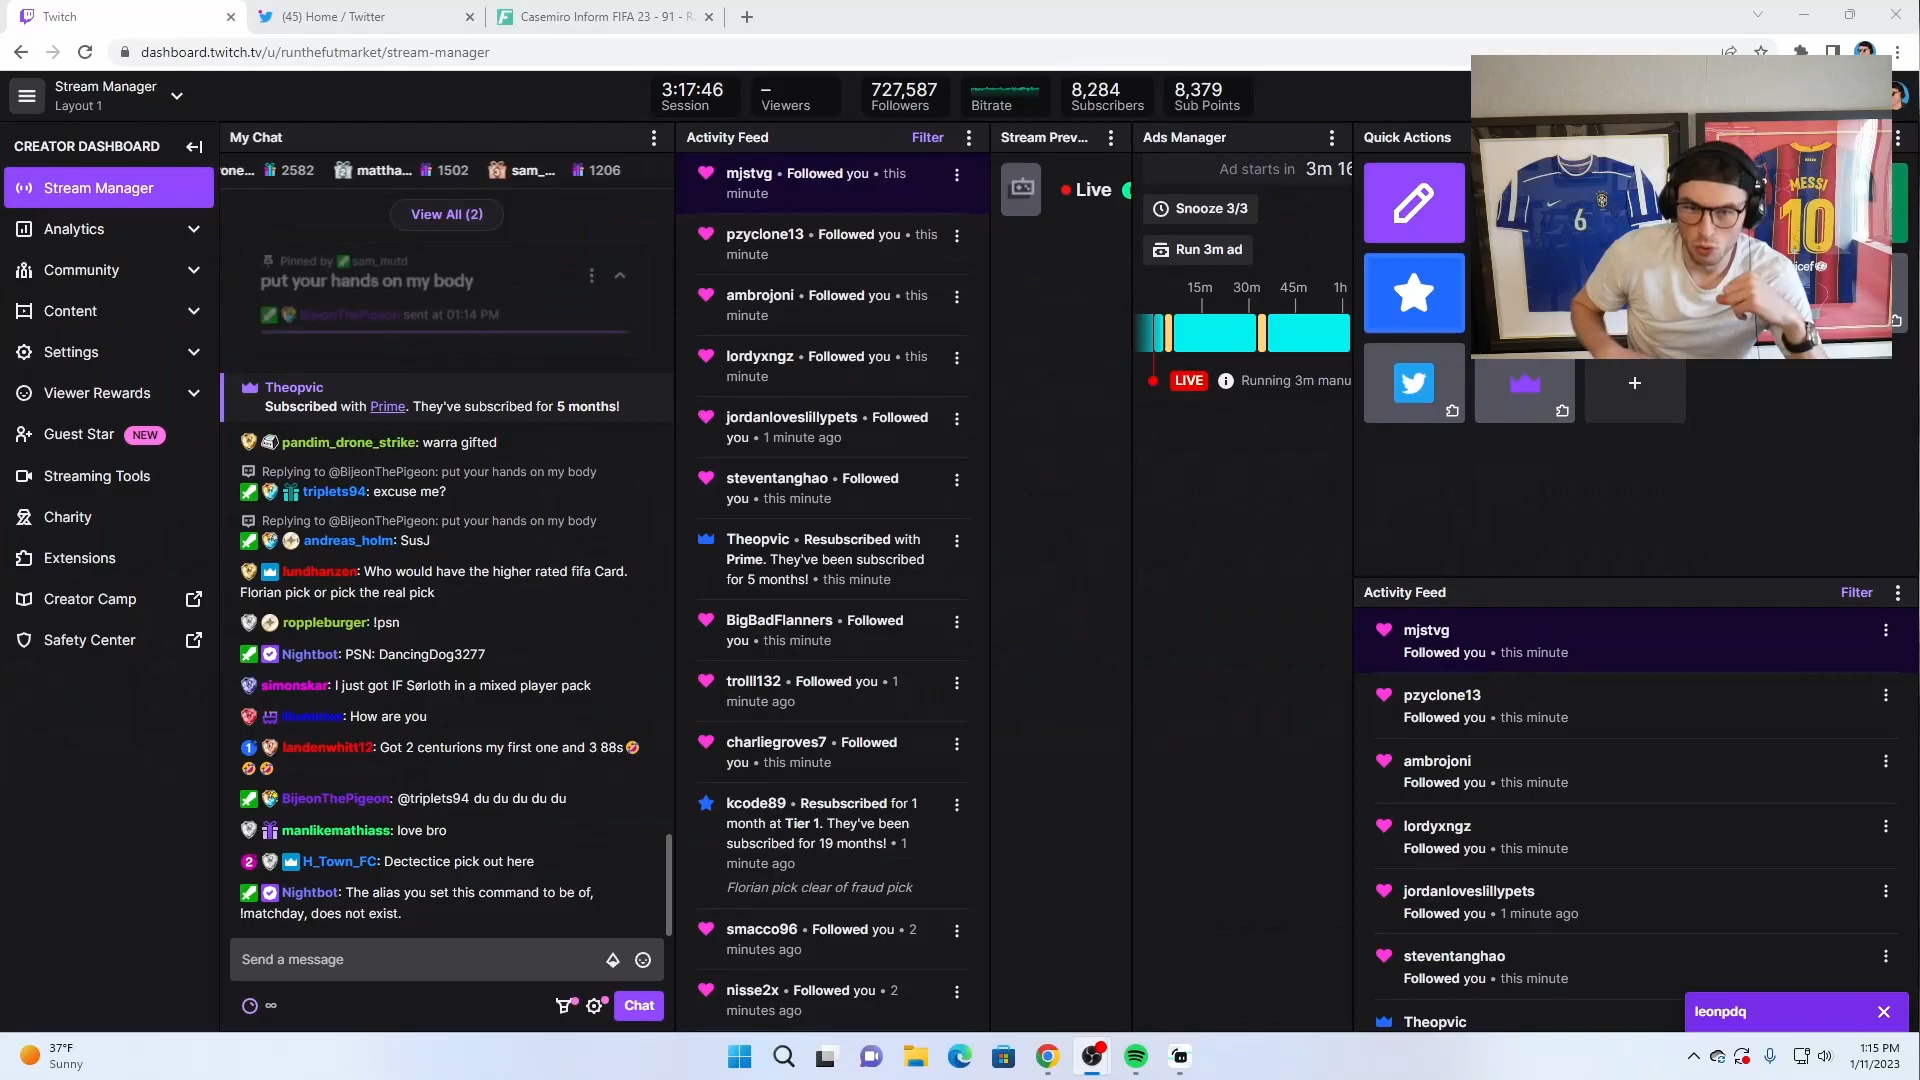 Twitch
(45) Home / Twitter
Casemiro Inform FIFA 23 - 91 - R
dashboard.twitch.tv/u/runthefutmarket/stream-manager
Stream Manager
Layout 1
3:17:46
Session
–
Viewers
727,587
Followers
Bitrate
8,284
Subscribers
8,379
Sub Points
CREATOR DASHBOARD
Stream Manager
Analytics
Community
Content
Settings
Viewer Rewards
Guest Star NEW
Streaming Tools
Charity
Extensions
Creator Camp
Safety Center
My Chat
one... 2582 mattha... 1502 sam_... 1206
View All (2)
Pinned by sam_mutd
put your hands on my body
BijeonThePigeon sent at 01:14 PM
Theopvic
Subscribed with Prime. They've subscribed for 5 months!
pandim_drone_strike: warra gifted
Replying to @BijeonThePigeon: put your hands on my body
triplets94: excuse me?
Replying to @BijeonThePigeon: put your hands on my body
andreas_holm: SusJ
lundhanzen: Who would have the higher rated fifa Card.
Florian pick or pick the real pick
roppleburger: !psn
Nightbot: PSN: DancingDog3277
simonskar: I just got IF Sørloth in a mixed player pack
: How are you
landenwhitt12: Got 2 centurions my first one and 3 88s🤣
🤣🤣
BijeonThePigeon: @triplets94 du du du du du
manlikemathiass: love bro
2 H_Town_FC: Dectectice pick out here
Nightbot: The alias you set this command to be of,
!matchday, does not exist.
Send a message
Chat
Activity Feed
Filter
mjstvg • Followed you • this
minute
pzyclone13 • Followed you • this
minute
ambrojoni • Followed you • this
minute
lordyxngz • Followed you • this
minute
jordanloveslillypets • Followed
you • 1 minute ago
steventanghao • Followed
you • this minute
Theopvic • Resubscribed with
Prime. They've been subscribed
for 5 months! • this minute
BigBadFlanners • Followed
you • this minute
trolll132 • Followed you • 1
minute ago
charliegroves7 • Followed
you • this minute
kcode89 • Resubscribed for 1
month at Tier 1. They've been
subscribed for 19 months! • 1
minute ago
Florian pick clear of fraud pick
smacco96 • Followed you • 2
minutes ago
nisse2x • Followed you • 2
minutes ago
Stream Prev...
Live
Ads Manager
Ad starts in 3m 16
Snooze 3/3
Run 3m ad
15m 30m 45m 1h
LIVE Running 3m manu
Quick Actions
6
MESSI
10
unicef
Activity Feed
Filter
mjstvg
Followed you • this minute
pzyclone13
Followed you • this minute
ambrojoni
Followed you • this minute
lordyxngz
Followed you • this minute
jordanloveslillypets
Followed you • 1 minute ago
steventanghao
Followed you • this minute
Theopvic
leonpdq
37°F
Sunny
1:15 PM
1/11/2023